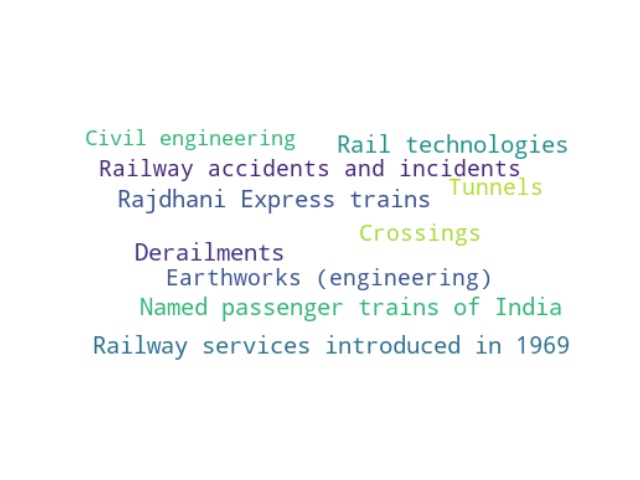 Civil engineering
Rail technologies
Railway accidents and incidents
Tunnels
Rajdhani Express trains
Crossings
Derailments
Earthworks (engineering)
Named passenger trains of India
Railway services introduced in 1969